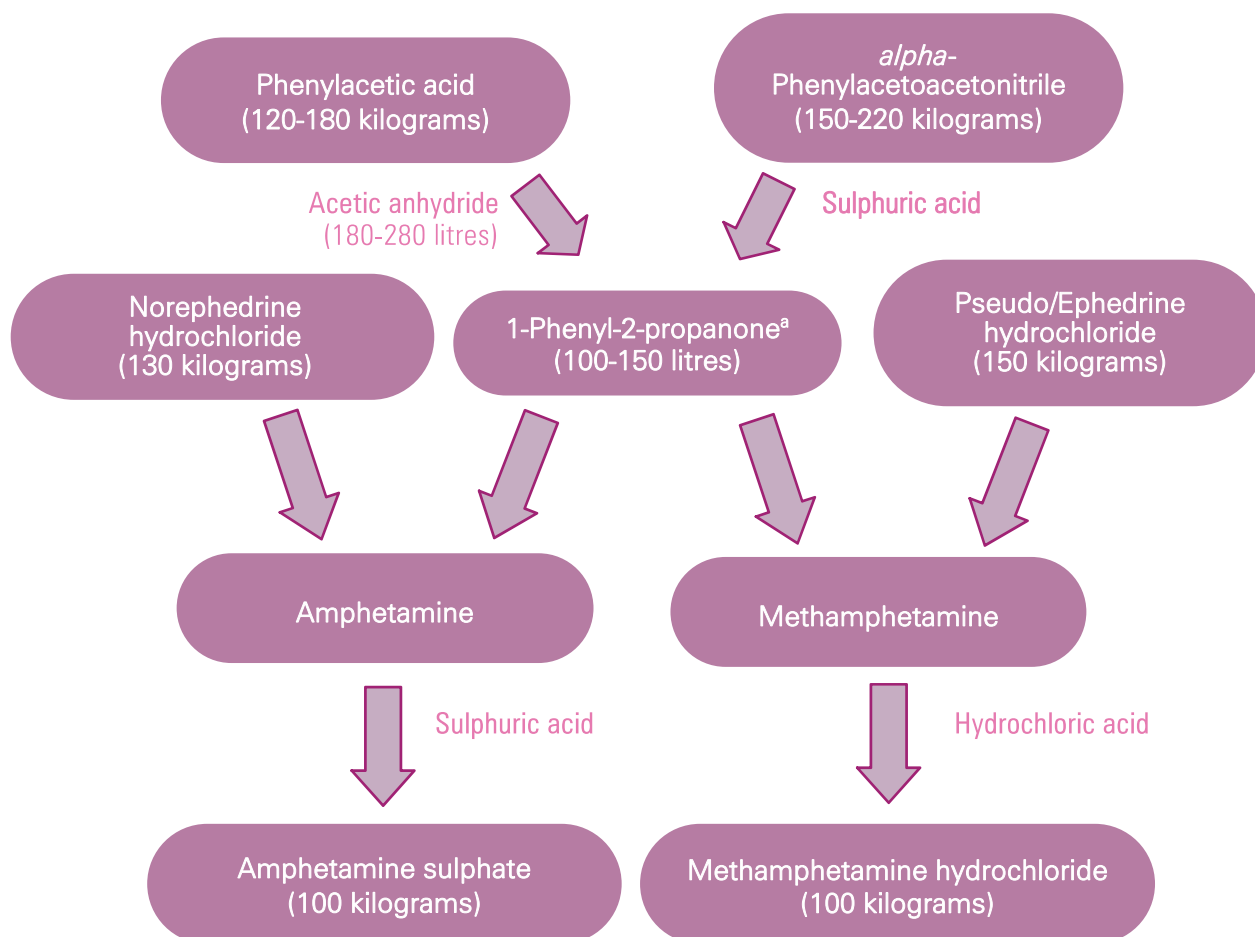 Phenylacetic acid
(120-180 kilograms)
alpha-
Phenylacetoacetonitrile
(150-220 kilograms)
Acetic anhydride
(180-280 litres)
Sulphuric acid
Norephedrine
hydrochloride
(130 kilograms)
1-Phenyl-2-propanoneᵃ
(100-150 litres)
Pseudo/Ephedrine
hydrochloride
(150 kilograms)
Amphetamine
Methamphetamine
Sulphuric acid
Hydrochloric acid
Amphetamine sulphate
(100 kilograms)
Methamphetamine hydrochloride
(100 kilograms)